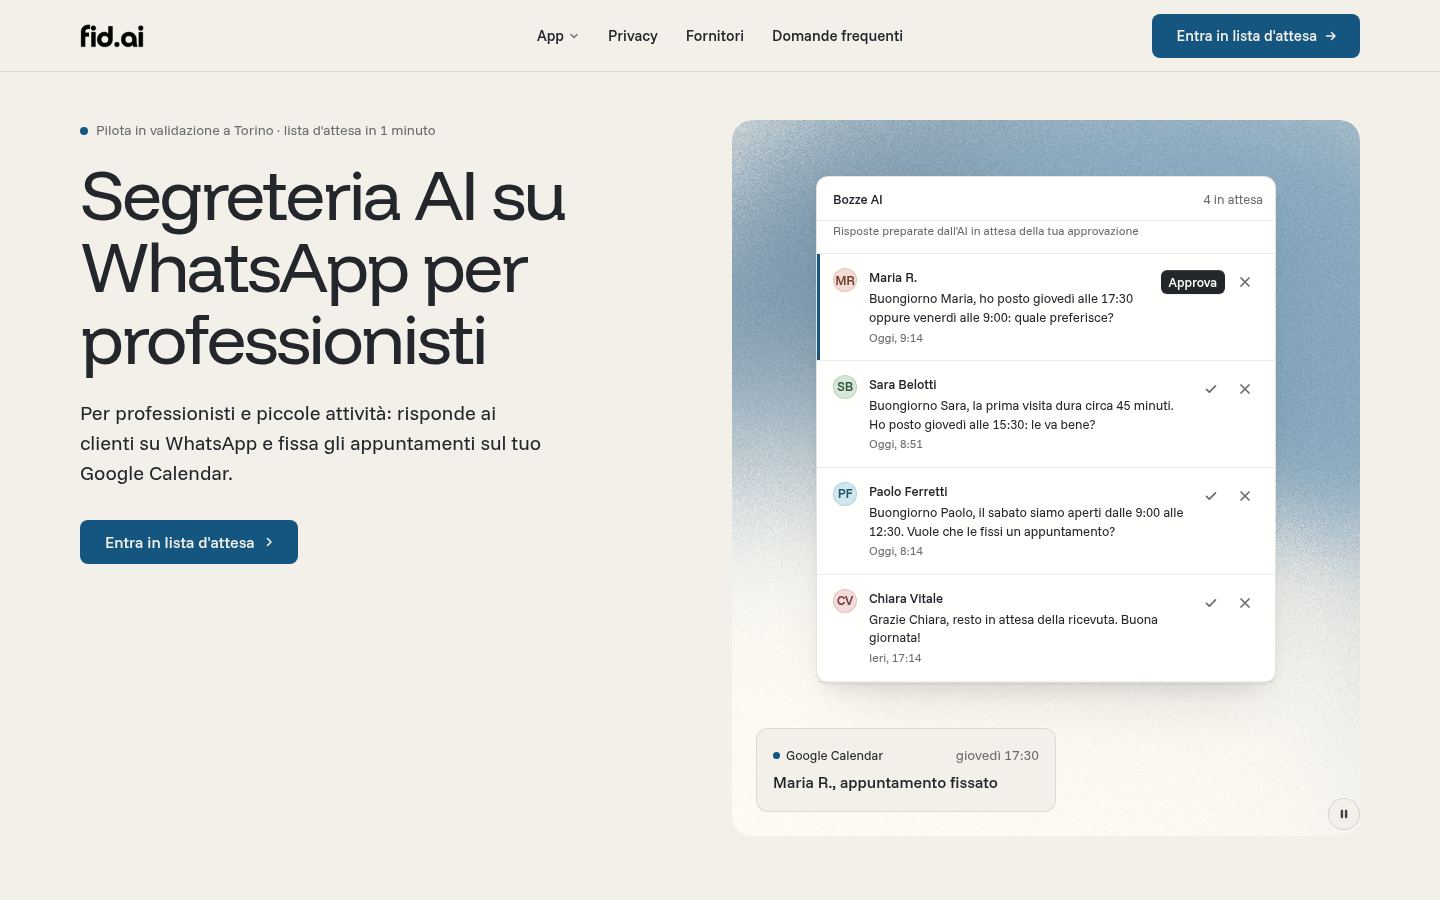 fid.ai
App
Privacy
Fornitori
Domande frequenti
Entra in lista d'attesa →
Pilota in validazione a Torino · lista d'attesa in 1 minuto
Segreteria AI su
WhatsApp per
professionisti
Per professionisti e piccole attività: risponde ai
clienti su WhatsApp e fissa gli appuntamenti sul tuo
Google Calendar.
Entra in lista d'attesa
Bozze AI
4 in attesa
Risposte preparate dall'AI in attesa della tua approvazione
MR
Maria R.
Buongiorno Maria, ho posto giovedì alle 17:30
oppure venerdì alle 9:00: quale preferisce?
Oggi, 9:14
Approva
SB
Sara Belotti
Buongiorno Sara, la prima visita dura circa 45 minuti.
Ho posto giovedì alle 15:30: le va bene?
Oggi, 8:51
PF
Paolo Ferretti
Buongiorno Paolo, il sabato siamo aperti dalle 9:00 alle
12:30. Vuole che le fissi un appuntamento?
Oggi, 8:14
CV
Chiara Vitale
Grazie Chiara, resto in attesa della ricevuta. Buona
giornata!
Ieri, 17:14
Google Calendar
giovedì 17:30
Maria R., appuntamento fissato